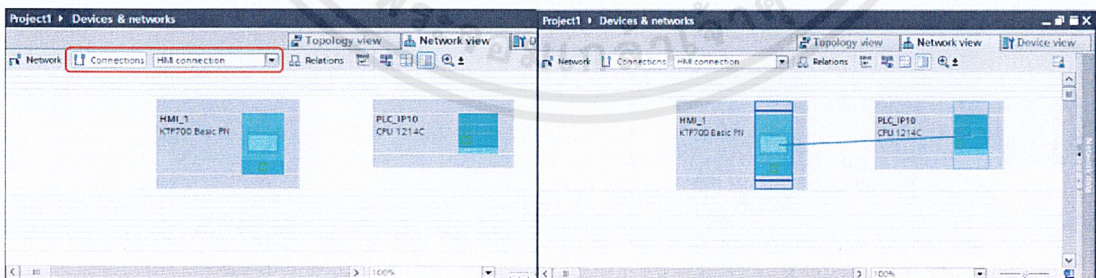 Project1 ▸ Devices & networks
Topology view
Network view
Network
Connections
HMI connection
Relations
HMI_1
KTP700 Basic PN
PLC_IP10
CPU 1214C
100%
Project1 ▸ Devices & networks
Topology view
Network view
Device view
Network
Connections
HMI connection
Relations
HMI_1
KTP700 Basic PN
PLC_IP10
CPU 1214C
100%